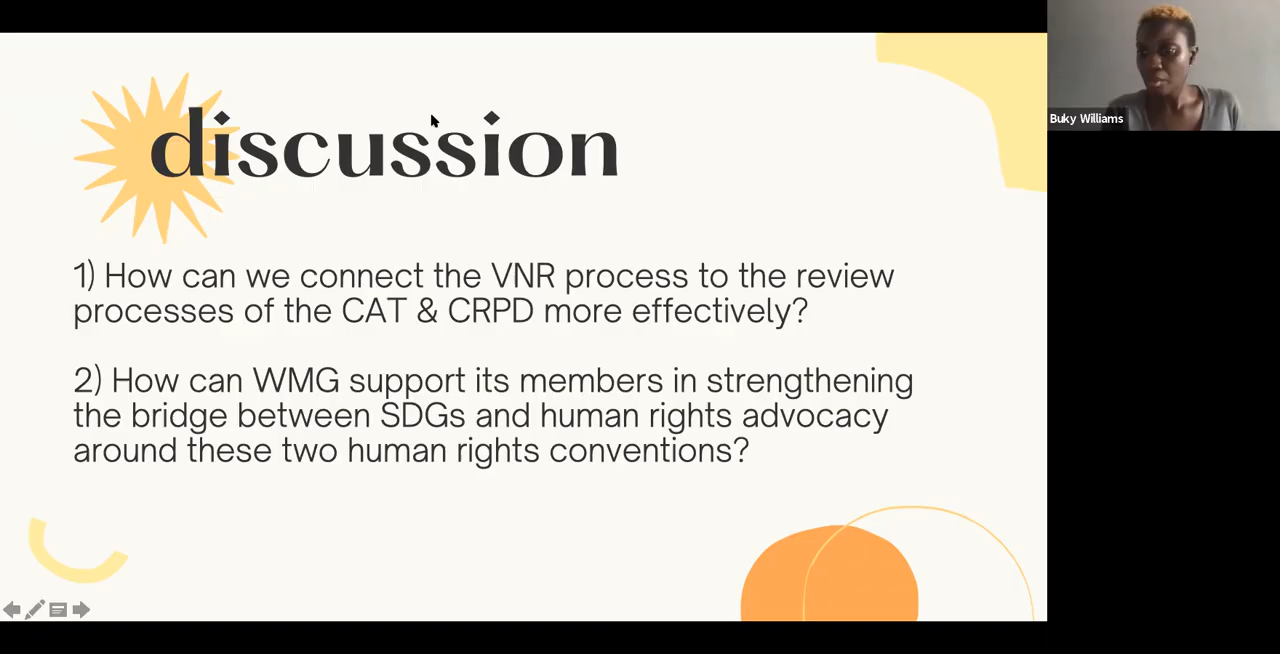 discussion
1) How can we connect the VNR process to the review
processes of the CAT & CRPD more effectively?
2) How can WMG support its members in strengthening
the bridge between SDGs and human rights advocacy
around these two human rights conventions?
Buky Williams